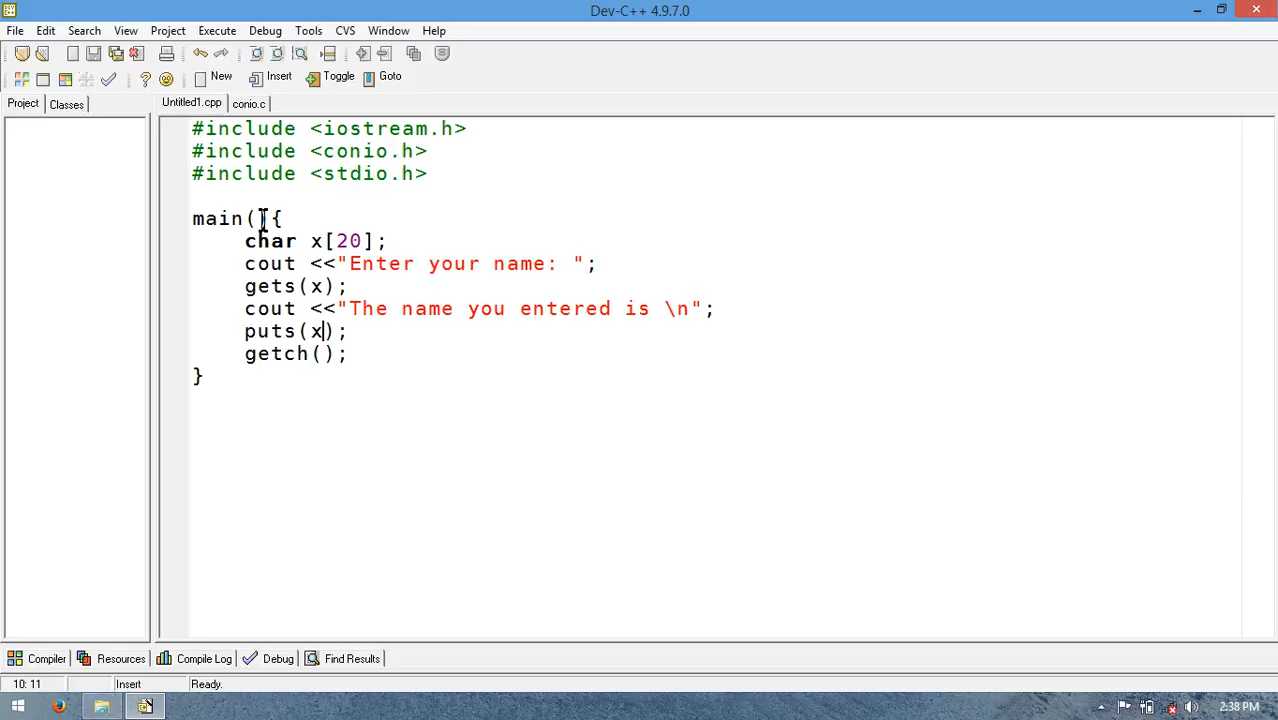 Dev-C++ 4.9.7.0
File Edit Search View Project Execute Debug Tools CVS Window Help
New Insert Toggle Goto
Project Classes Untitled1.cpp conio.c
#include <iostream.h>
#include <conio.h>
#include <stdio.h>
main(){
char x[20];
cout <<"Enter your name: ";
gets(x);
cout <<"The name you entered is \n";
puts(x);
getch();
}
Compiler Resources Compile Log Debug Find Results
10: 11 Insert Ready.
2:38 PM